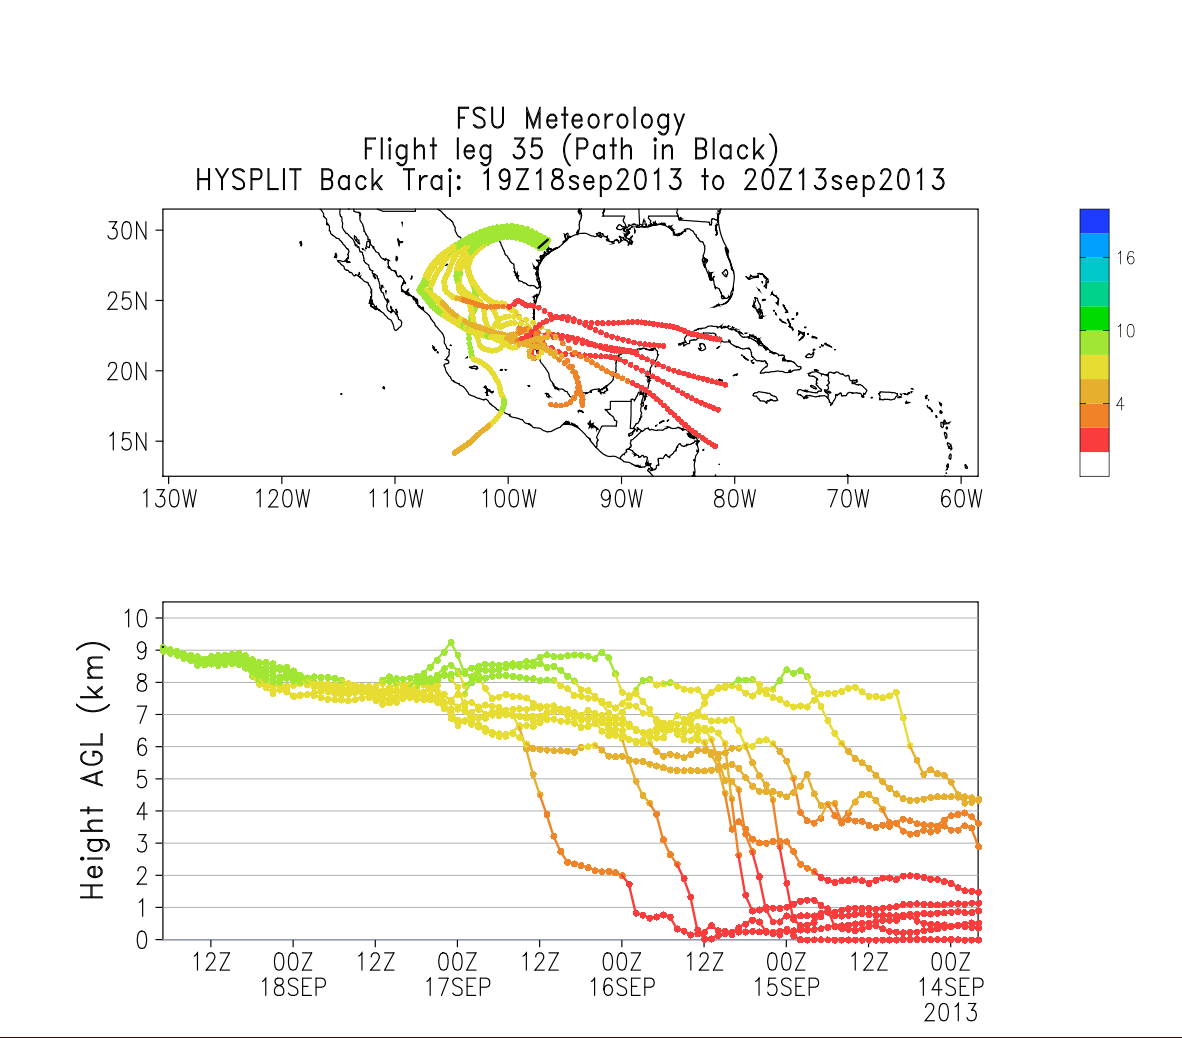 FSU Meteorology
Flight leg 35 (Path in Black)
HYSPLIT Back Traj: 19Z18sep2013 to 20Z13sep2013
30N
25N
20N
15N
130W 120W 110W 100W 90W 80W 70W 60W
16
10
4
Height AGL (km)
10
9
8
7
6
5
4
3
2
1
0
12Z 00Z 12Z 00Z 12Z 00Z 12Z 00Z 12Z 00Z
18SEP 17SEP 16SEP 15SEP 14SEP
2013